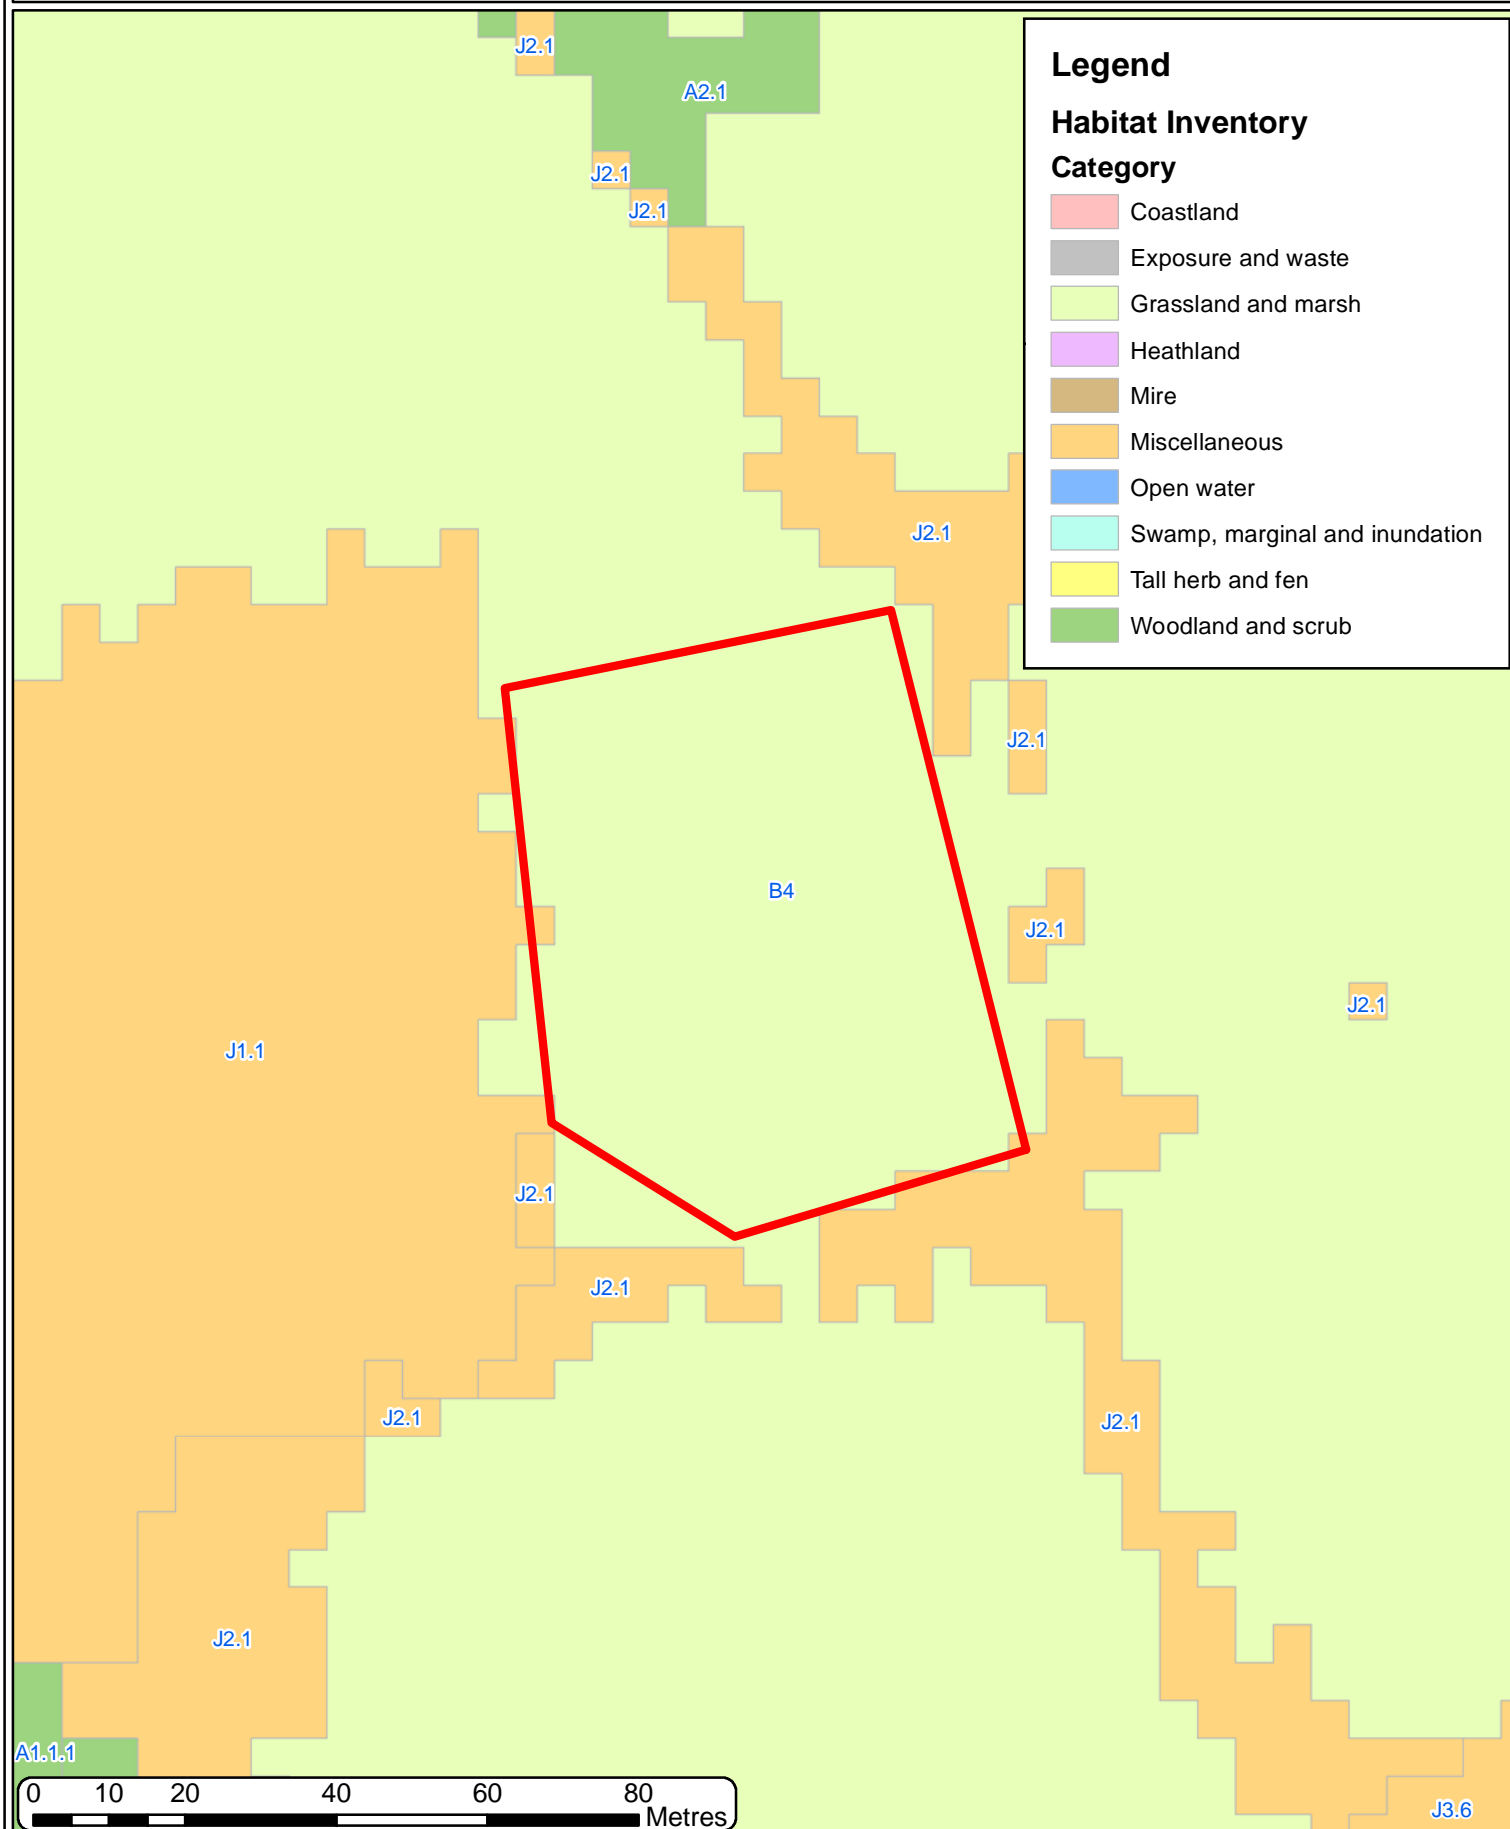 J2.1
A2.1
J2.1
J2.1
Legend
Habitat Inventory
Category
Coastland
Exposure and waste
Grassland and marsh
Heathland
Mire
Miscellaneous
Open water
Swamp, marginal and inundation
Tall herb and fen
Woodland and scrub
J2.1
J2.1
B4
J2.1
J2.1
J1.1
J2.1
J2.1
J2.1
J2.1
J2.1
A1.1.1
0 10 20 40 60 80
Metres
J3.6